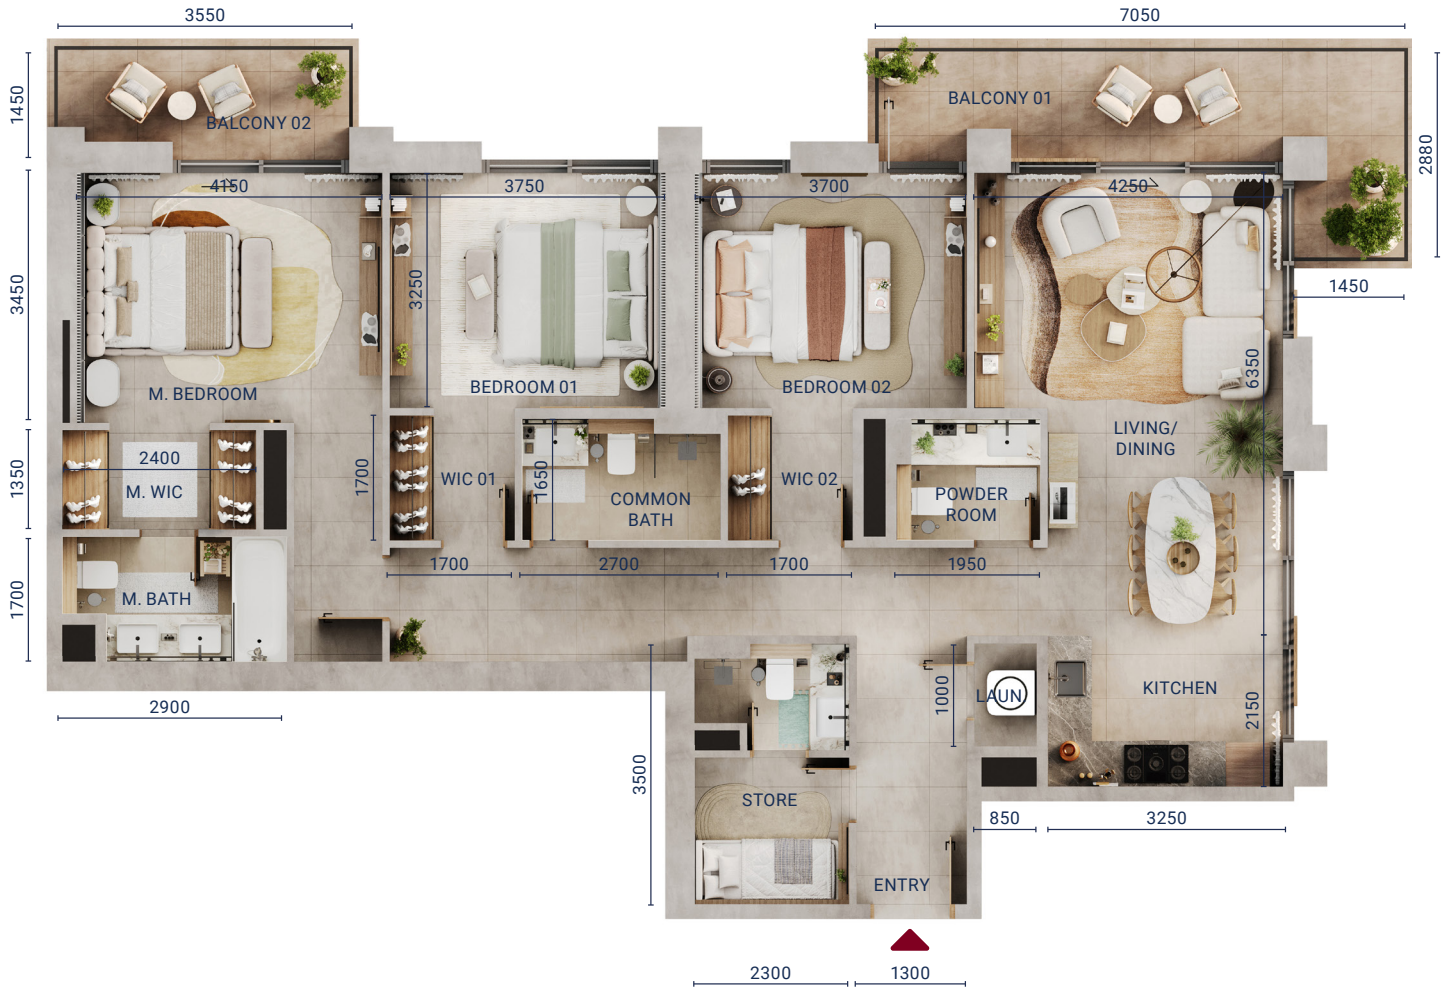 3550
7050
1450
BALCONY 02
BALCONY 01
2880
4150
3750
3700
4250
3450
3250
1450
6350
M. BEDROOM
BEDROOM 01
BEDROOM 02
LIVING/
DINING
1350
2400
M. WIC
1700
WIC 01
1650
COMMON
BATH
WIC 02
POWDER
ROOM
1700
M. BATH
1700
2700
1700
1950
2900
3500
1000
LAUN
KITCHEN
2150
STORE
850
3250
ENTRY
2300
1300